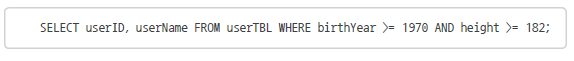 SELECT userID, userName FROM userTBL WHERE birthYear >= 1970 AND height >= 182;